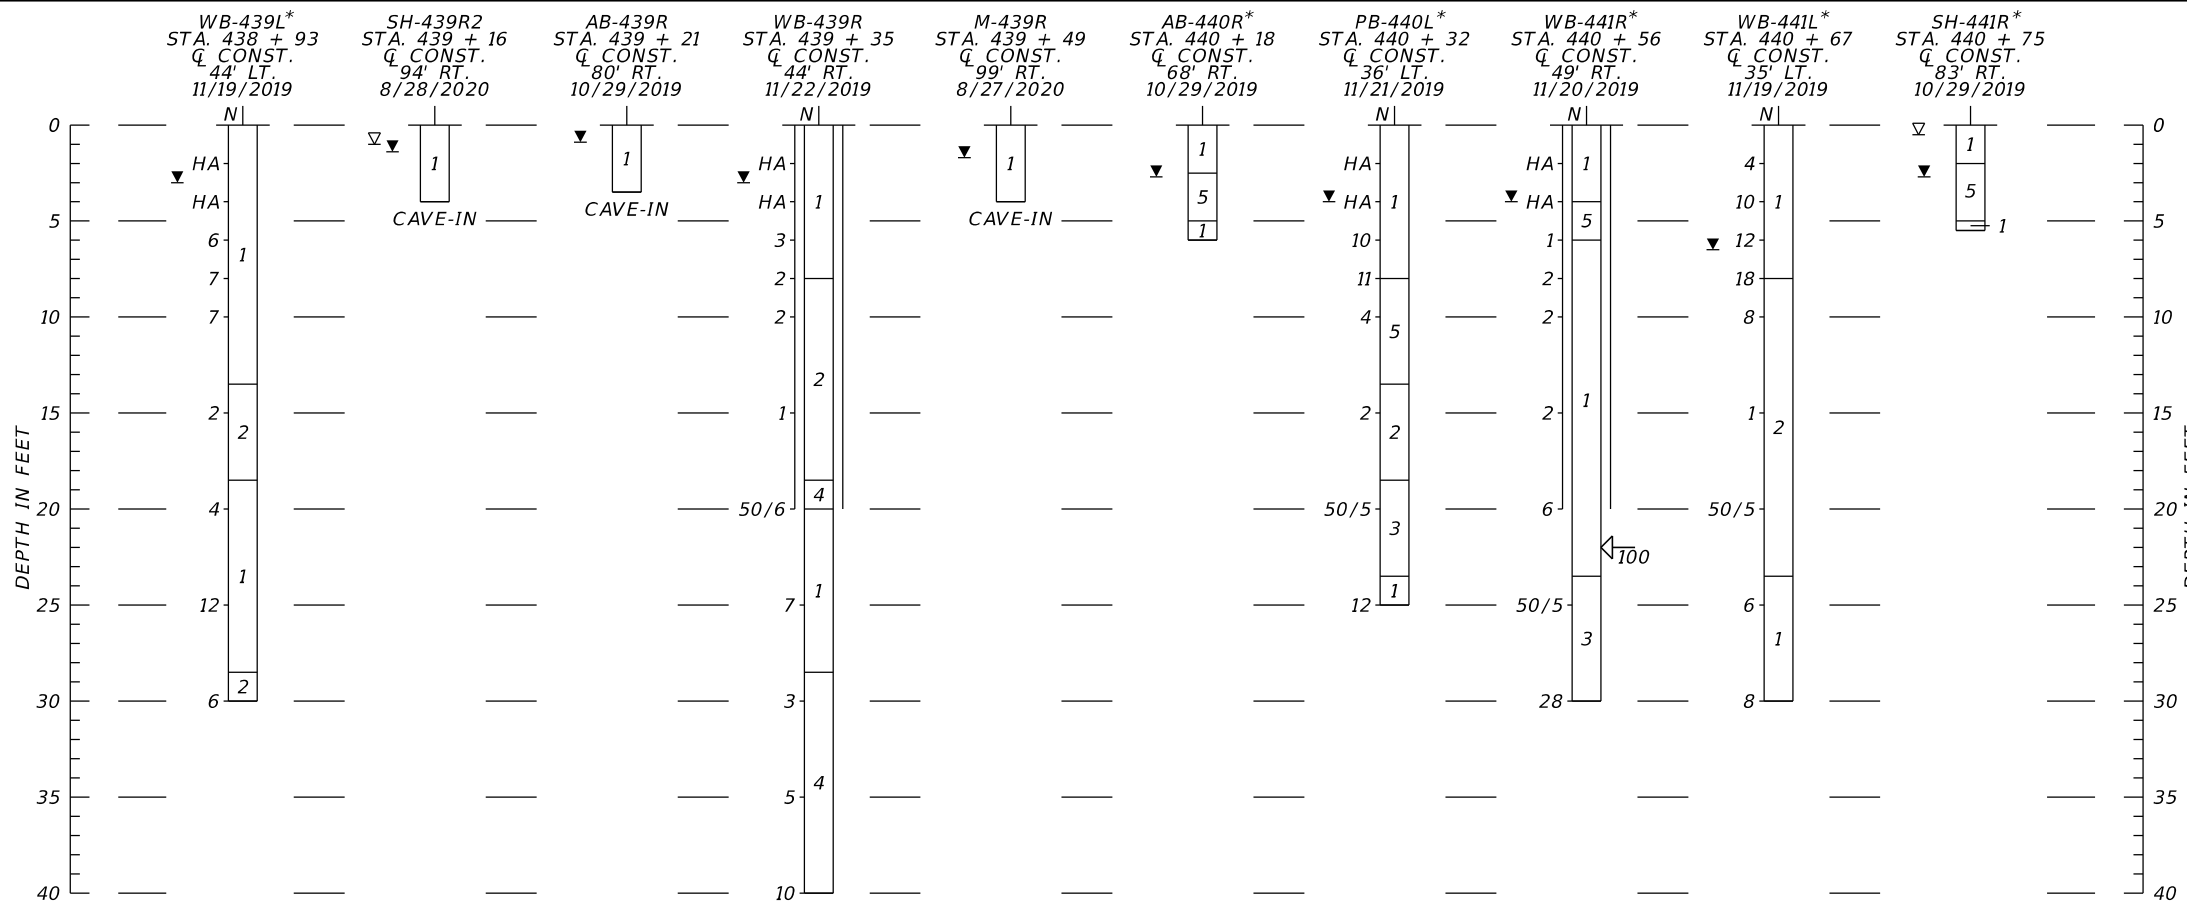 WB-439L*
STA. 438 + 93
℄ CONST.
44' LT.
11/19/2019
SH-439R2
STA. 439 + 16
℄ CONST.
94' RT.
8/28/2020
AB-439R
STA. 439 + 21
℄ CONST.
80' RT.
10/29/2019
WB-439R
STA. 439 + 35
℄ CONST.
44' RT.
11/22/2019
M-439R
STA. 439 + 49
℄ CONST.
99' RT.
8/27/2020
AB-440R*
STA. 440 + 18
℄ CONST.
68' RT.
10/29/2019
PB-440L*
STA. 440 + 32
℄ CONST.
36' LT.
11/21/2019
WB-441R*
STA. 440 + 56
℄ CONST.
49' RT.
11/20/2019
WB-441L*
STA. 440 + 67
℄ CONST.
35' LT.
11/19/2019
SH-441R*
STA. 440 + 75
℄ CONST.
83' RT.
10/29/2019
DEPTH IN FEET
0
5
10
15
20
25
30
35
40
N
HA
HA
6
7
7
2
4
12
6
1
2
1
2
1
CAVE-IN
1
CAVE-IN
N
HA
HA
3
2
2
1
50/6
7
3
5
10
1
2
4
1
4
1
CAVE-IN
1
5
1
N
HA
HA
10
11
4
2
50/5
12
1
5
2
3
1
N
HA
HA
1
2
2
2
6
50/5
28
1
5
1
3
100
N
4
10
12
18
8
1
50/5
6
8
1
2
1
1
5
1
0
5
10
15
20
25
30
35
40
DEPTH IN FEET